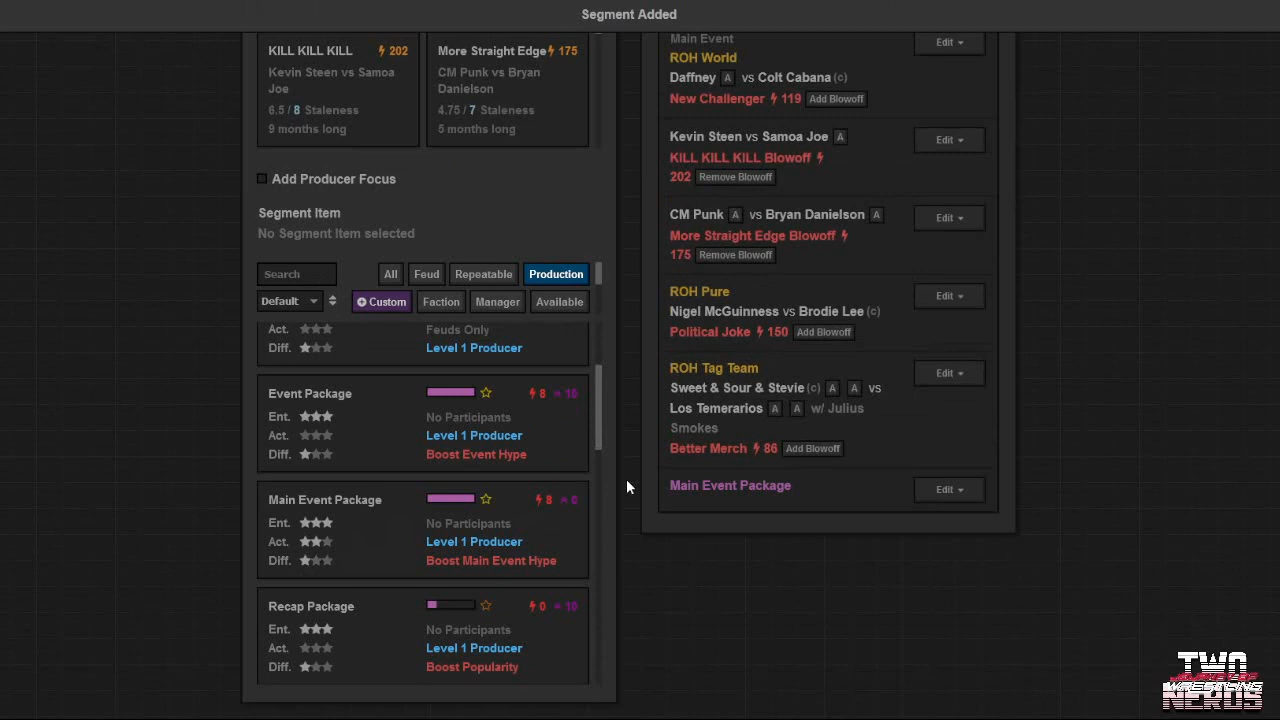 Segment Added
KILL KILL KILL 202
Kevin Steen vs Samoa
Joe
6.5 / 8 Staleness
9 months long
More Straight Edge 175
CM Punk vs Bryan
Danielson
4.75 / 7 Staleness
5 months long
Add Producer Focus
Segment Item
No Segment Item selected
Search
All Feud Repeatable Production
Default Custom Faction Manager Available
Act. Feuds Only
Diff. Level 1 Producer
Event Package 8 10
Ent. No Participants
Act. Level 1 Producer
Diff. Boost Event Hype
Main Event Package 8 0
Ent. No Participants
Act. Level 1 Producer
Diff. Boost Main Event Hype
Recap Package 0 10
Ent. No Participants
Act. Level 1 Producer
Diff. Boost Popularity
Main Event Edit
ROH World
Daffney A vs Colt Cabana (c)
New Challenger 119 Add Blowoff
Kevin Steen vs Samoa Joe A Edit
KILL KILL KILL Blowoff
202 Remove Blowoff
CM Punk A vs Bryan Danielson A Edit
More Straight Edge Blowoff
175 Remove Blowoff
ROH Pure Edit
Nigel McGuinness vs Brodie Lee (c)
Political Joke 150 Add Blowoff
ROH Tag Team Edit
Sweet & Sour & Stevie (c) A A vs
Los Temerarios A A w/ Julius
Smokes
Better Merch 86 Add Blowoff
Main Event Package Edit
TWO
WRESTLING
NERDS